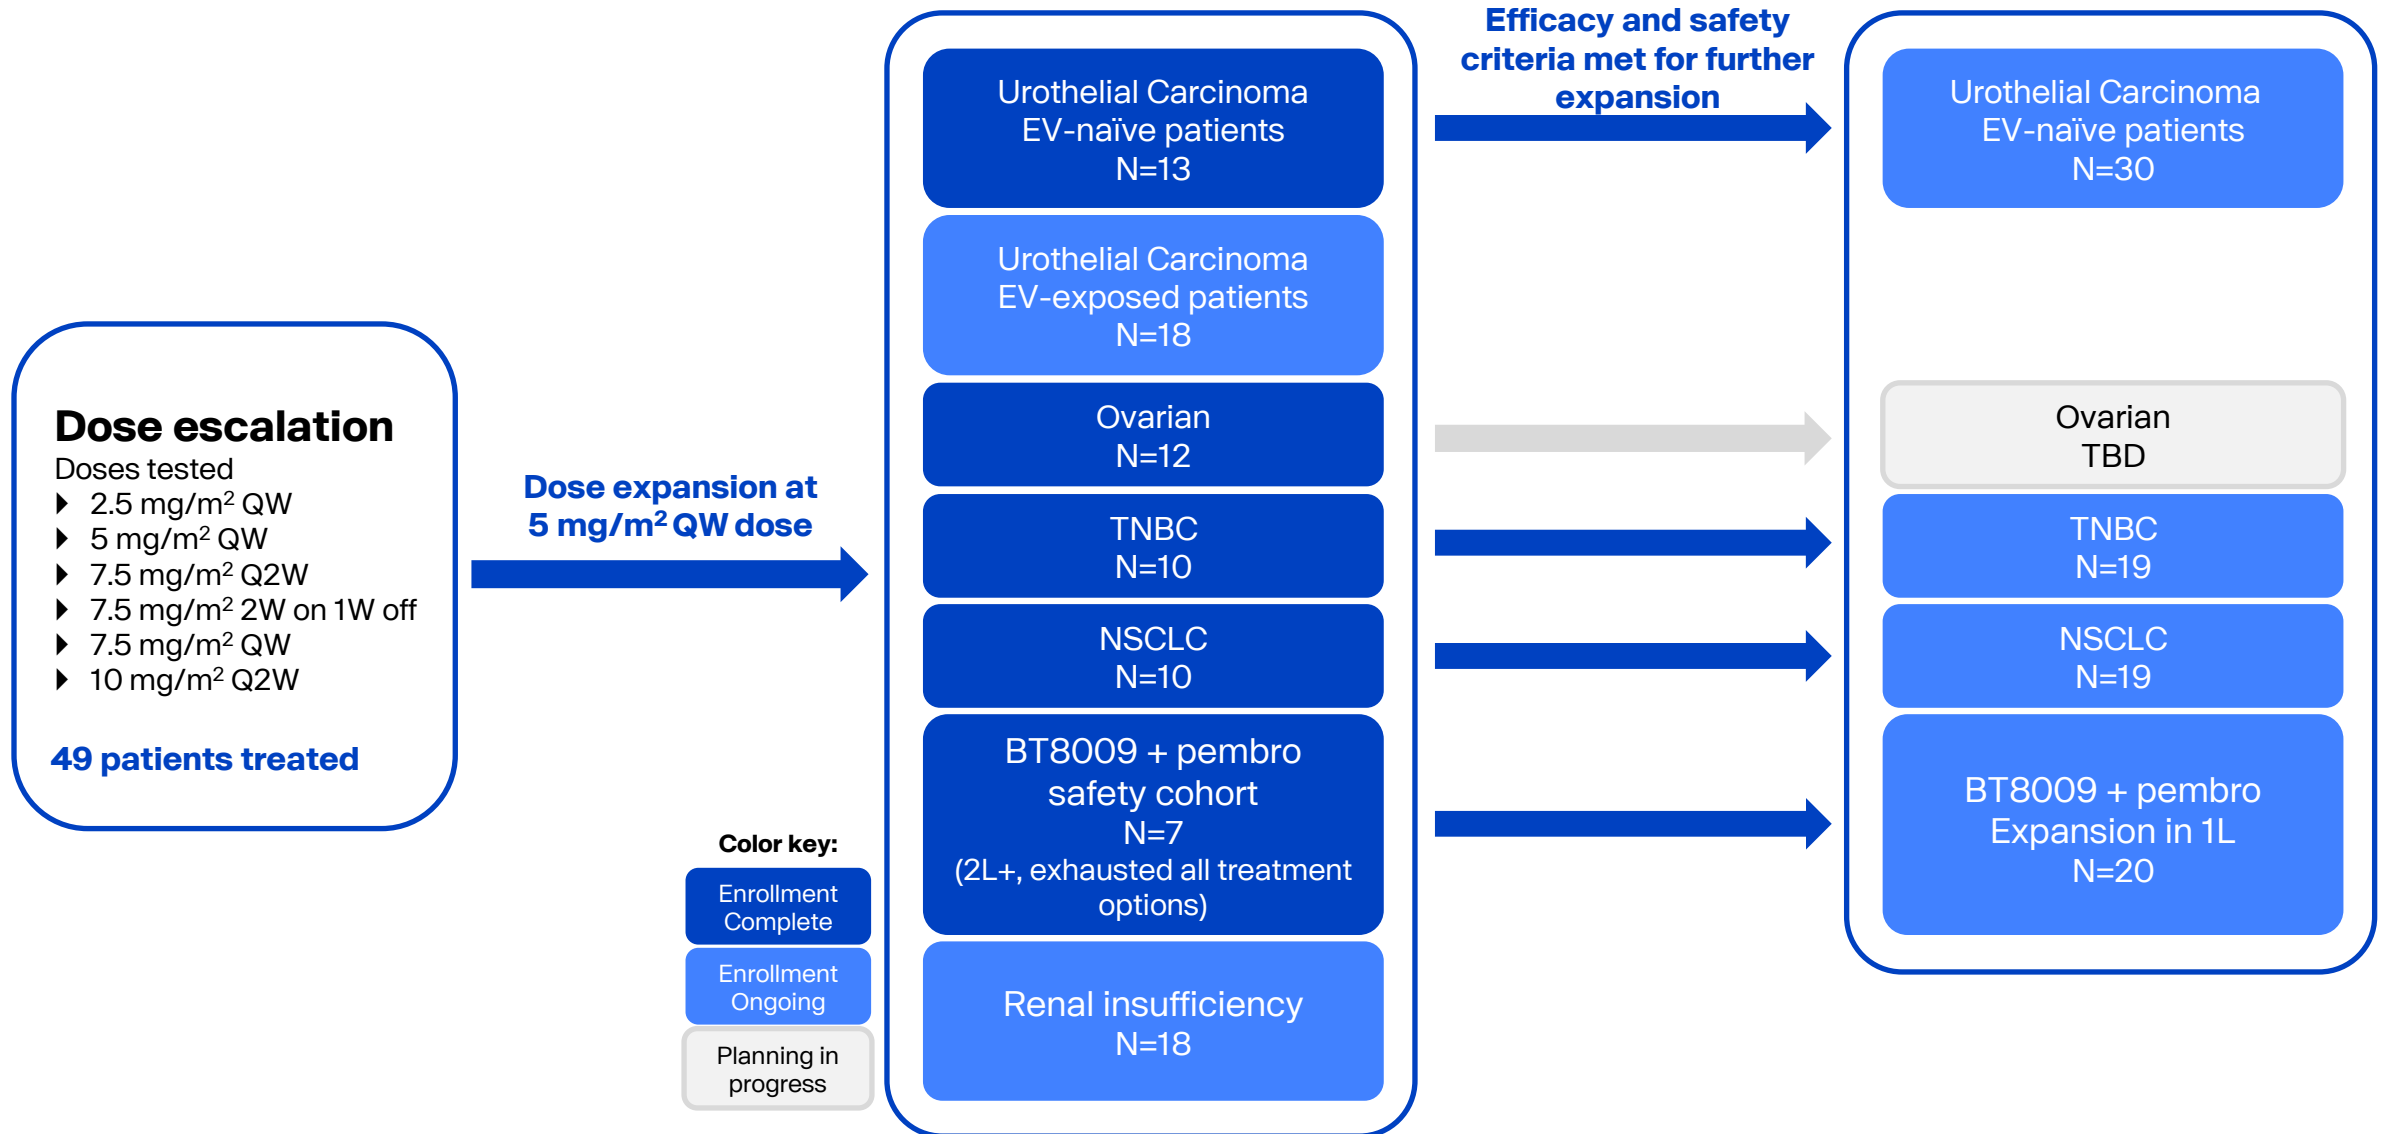 Dose escalation
Doses tested
2.5 mg/m² QW
5 mg/m² QW
7.5 mg/m² Q2W
7.5 mg/m² 2W on 1W off
7.5 mg/m² QW
10 mg/m² Q2W
49 patients treated
Dose expansion at
5 mg/m² QW dose
Color key:
Enrollment
Complete
Enrollment
Ongoing
Planning in
progress
Urothelial Carcinoma
EV-naïve patients
N=13
Urothelial Carcinoma
EV-exposed patients
N=18
Ovarian
N=12
TNBC
N=10
NSCLC
N=10
BT8009 + pembro
safety cohort
N=7
(2L+, exhausted all treatment
options)
Renal insufficiency
N=18
Efficacy and safety
criteria met for further
expansion
Urothelial Carcinoma
EV-naïve patients
N=30
Ovarian
TBD
TNBC
N=19
NSCLC
N=19
BT8009 + pembro
Expansion in 1L
N=20